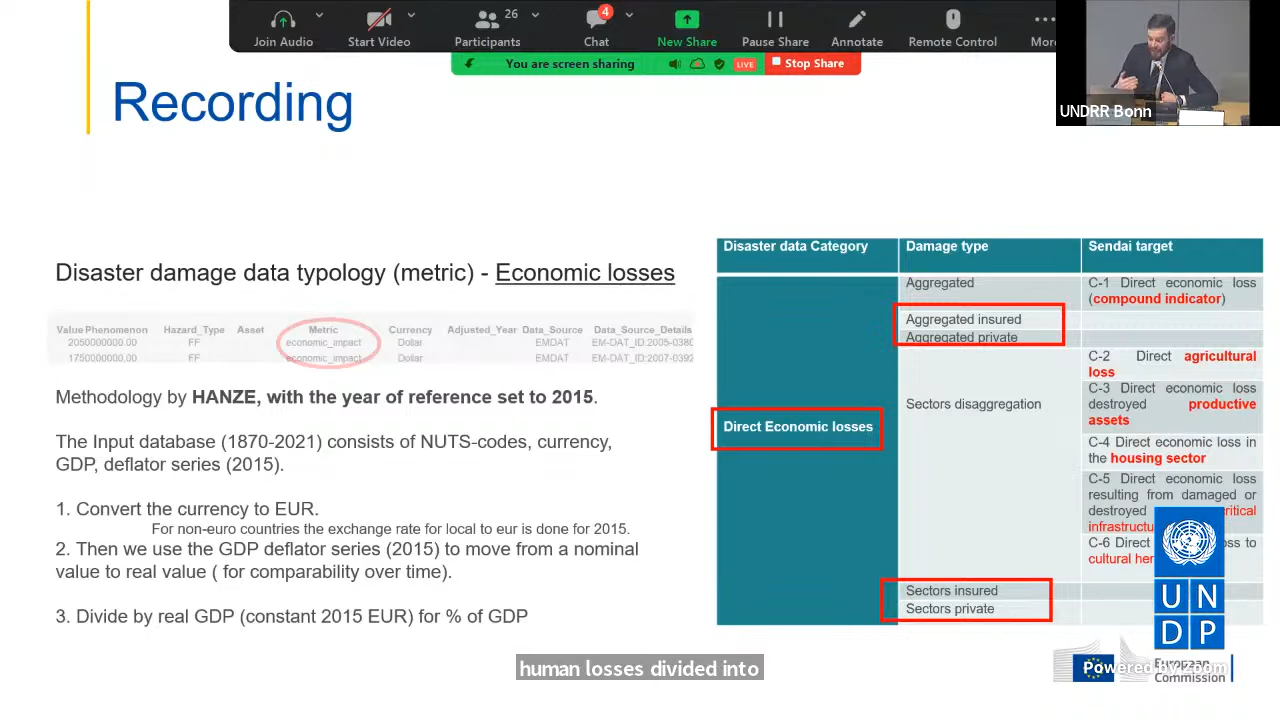 Join Audio
Start Video
26
Participants
4
Chat
New Share
Pause Share
Annotate
Remote Control
You are screen sharing
LIVE
Stop Share
UNDRR Bonn
Recording
Disaster damage data typology (metric) - Economic losses
Value Phenomenon Hazard_Type Asset Metric Currency Adjusted_Year Data_Source Data_Source_Details
2050000000.00 FF economic_impact Dollar EMDAT EM-DAT_ID:2005-0380
1750000000.00 FF economic_impact Dollar EMDAT EM-DAT_ID:2007-0392
Methodology by HANZE, with the year of reference set to 2015.
The Input database (1870-2021) consists of NUTS-codes, currency,
GDP, deflator series (2015).
1. Convert the currency to EUR.
For non-euro countries the exchange rate for local to eur is done for 2015.
2. Then we use the GDP deflator series (2015) to move from a nominal
value to real value ( for comparability over time).
3. Divide by real GDP (constant 2015 EUR) for % of GDP
Disaster data Category Damage type Sendai target
Direct Economic losses
Aggregated
C-1 Direct economic loss
(compound indicator)
Aggregated insured
Aggregated private
Sectors disaggregation
C-2 Direct agricultural
loss
C-3 Direct economic loss
destroyed productive
assets
C-4 Direct economic loss in
the housing sector
C-5 Direct economic loss
resulting from damaged or
destroyed
C-6 Direct
to
Sectors insured
Sectors private
U N
D P
European
Commission
Powered by Zoom
human losses divided into